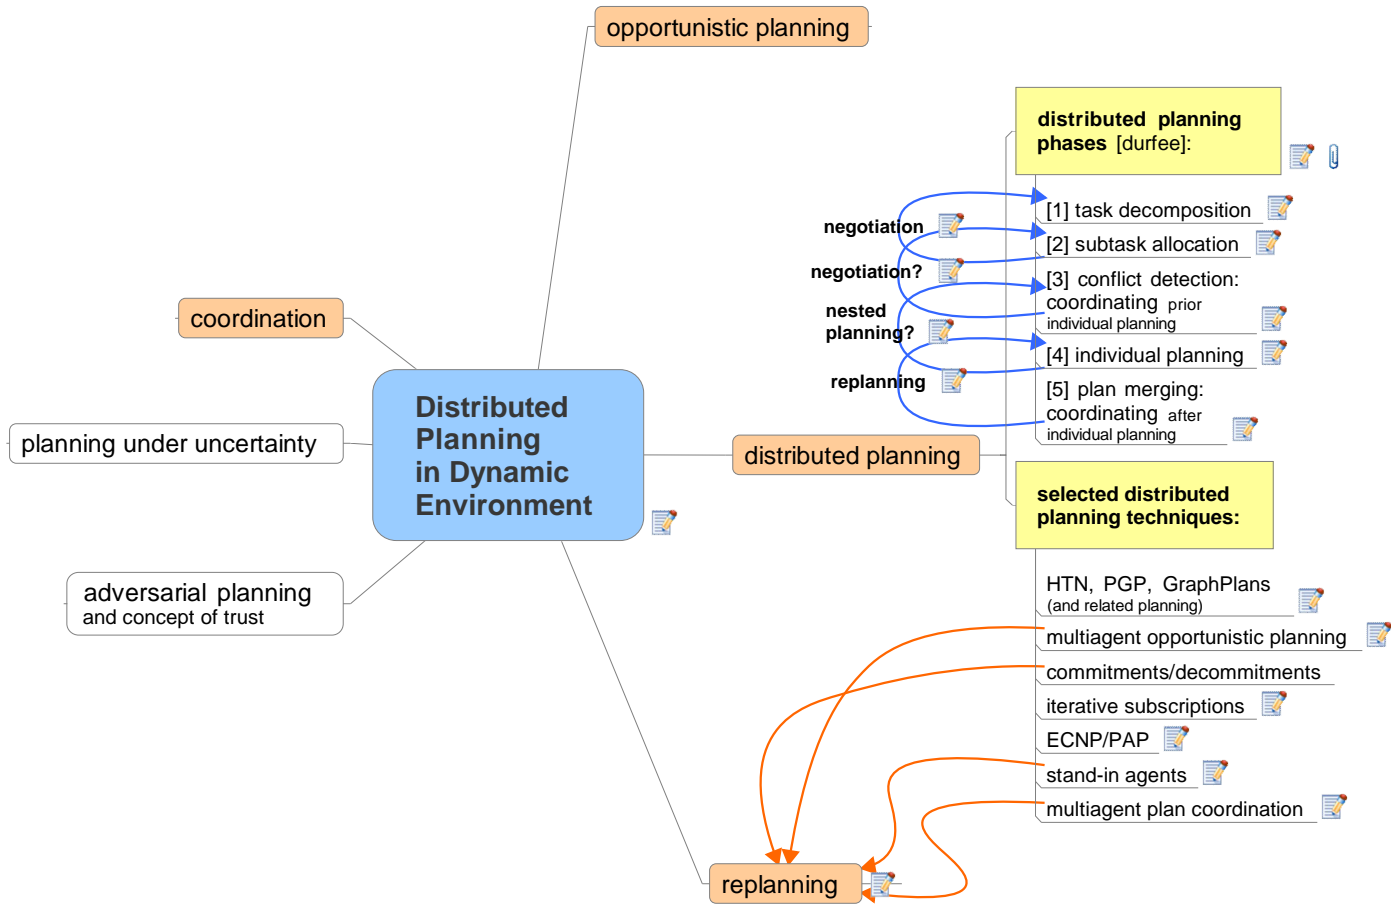 opportunistic planning
distributed planning
phases [durfee]:
[1] task decomposition
negotiation
[2] subtask allocation
negotiation?
[3] conflict detection:
coordinating prior
individual planning
nested
planning?
[4] individual planning
replanning
[5] plan merging:
coordinating after
individual planning
coordination
Distributed
Planning
in Dynamic
Environment
planning under uncertainty
distributed planning
adversarial planning
and concept of trust
selected distributed
planning techniques:
HTN, PGP, GraphPlans
(and related planning)
multiagent opportunistic planning
commitments/decommitments
iterative subscriptions
ECNP/PAP
stand-in agents
multiagent plan coordination
replanning